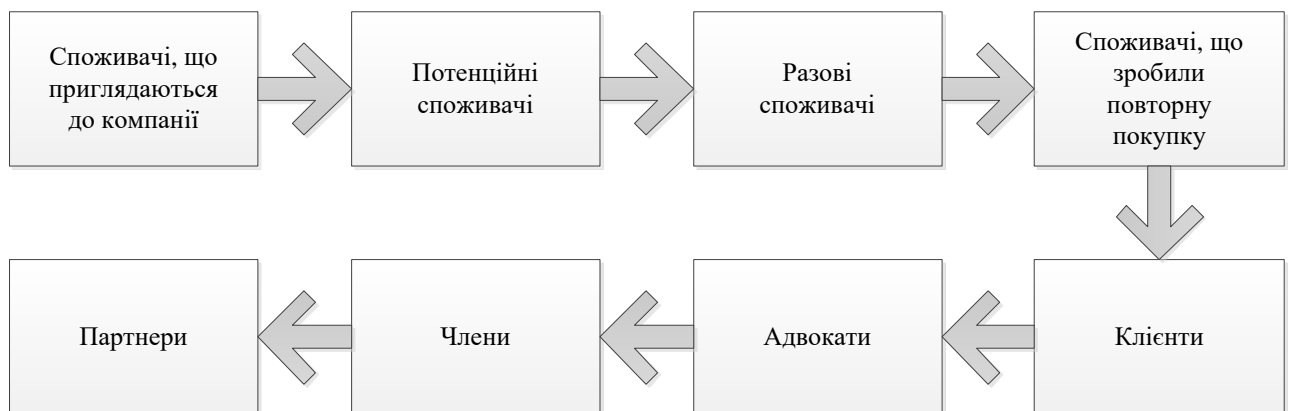 Споживачі, що
приглядаються
до компанії
Потенційні
споживачі
Разові
споживачі
Споживачі, що
зробили
повторну
покупку
Партнери
Члени
Адвокати
Клієнти